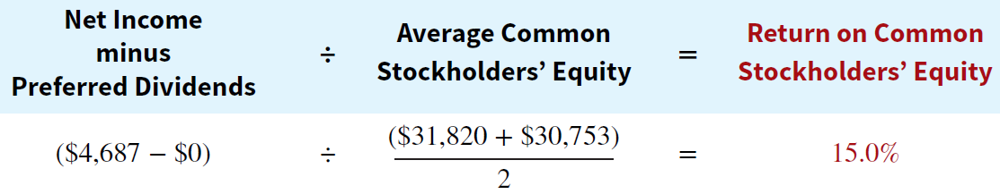 Net Income
minus
Preferred Dividends
÷
Average Common
Stockholders’ Equity
=
Return on Common
Stockholders’ Equity
($4,687 – $0)
÷
($31,820 + $30,753)
2
=
15.0%